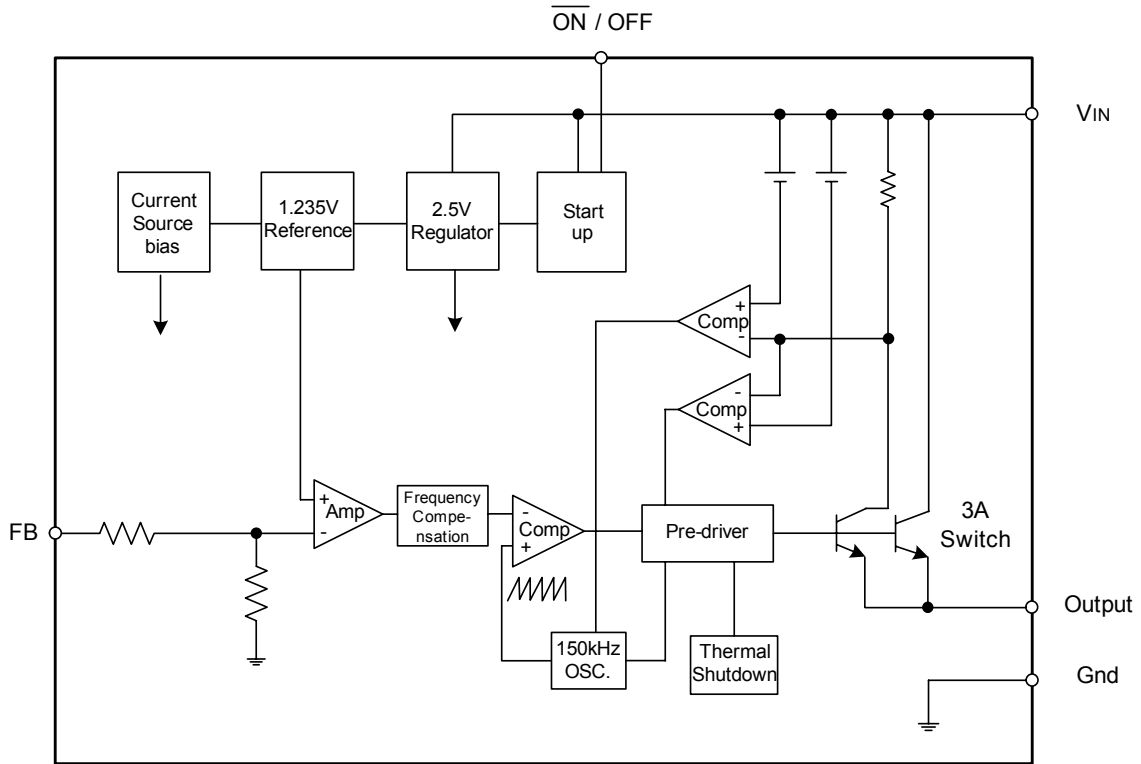 ON / OFF
VIN
Current
Source
bias
1.235V
Reference
2.5V
Regulator
Start
up
+
Comp
-
-
Comp
+
FB
+
Amp
-
Frequency
Compe-
nsation
-
Comp
+
Pre-driver
3A
Switch
Output
150kHz
OSC.
Thermal
Shutdown
Gnd